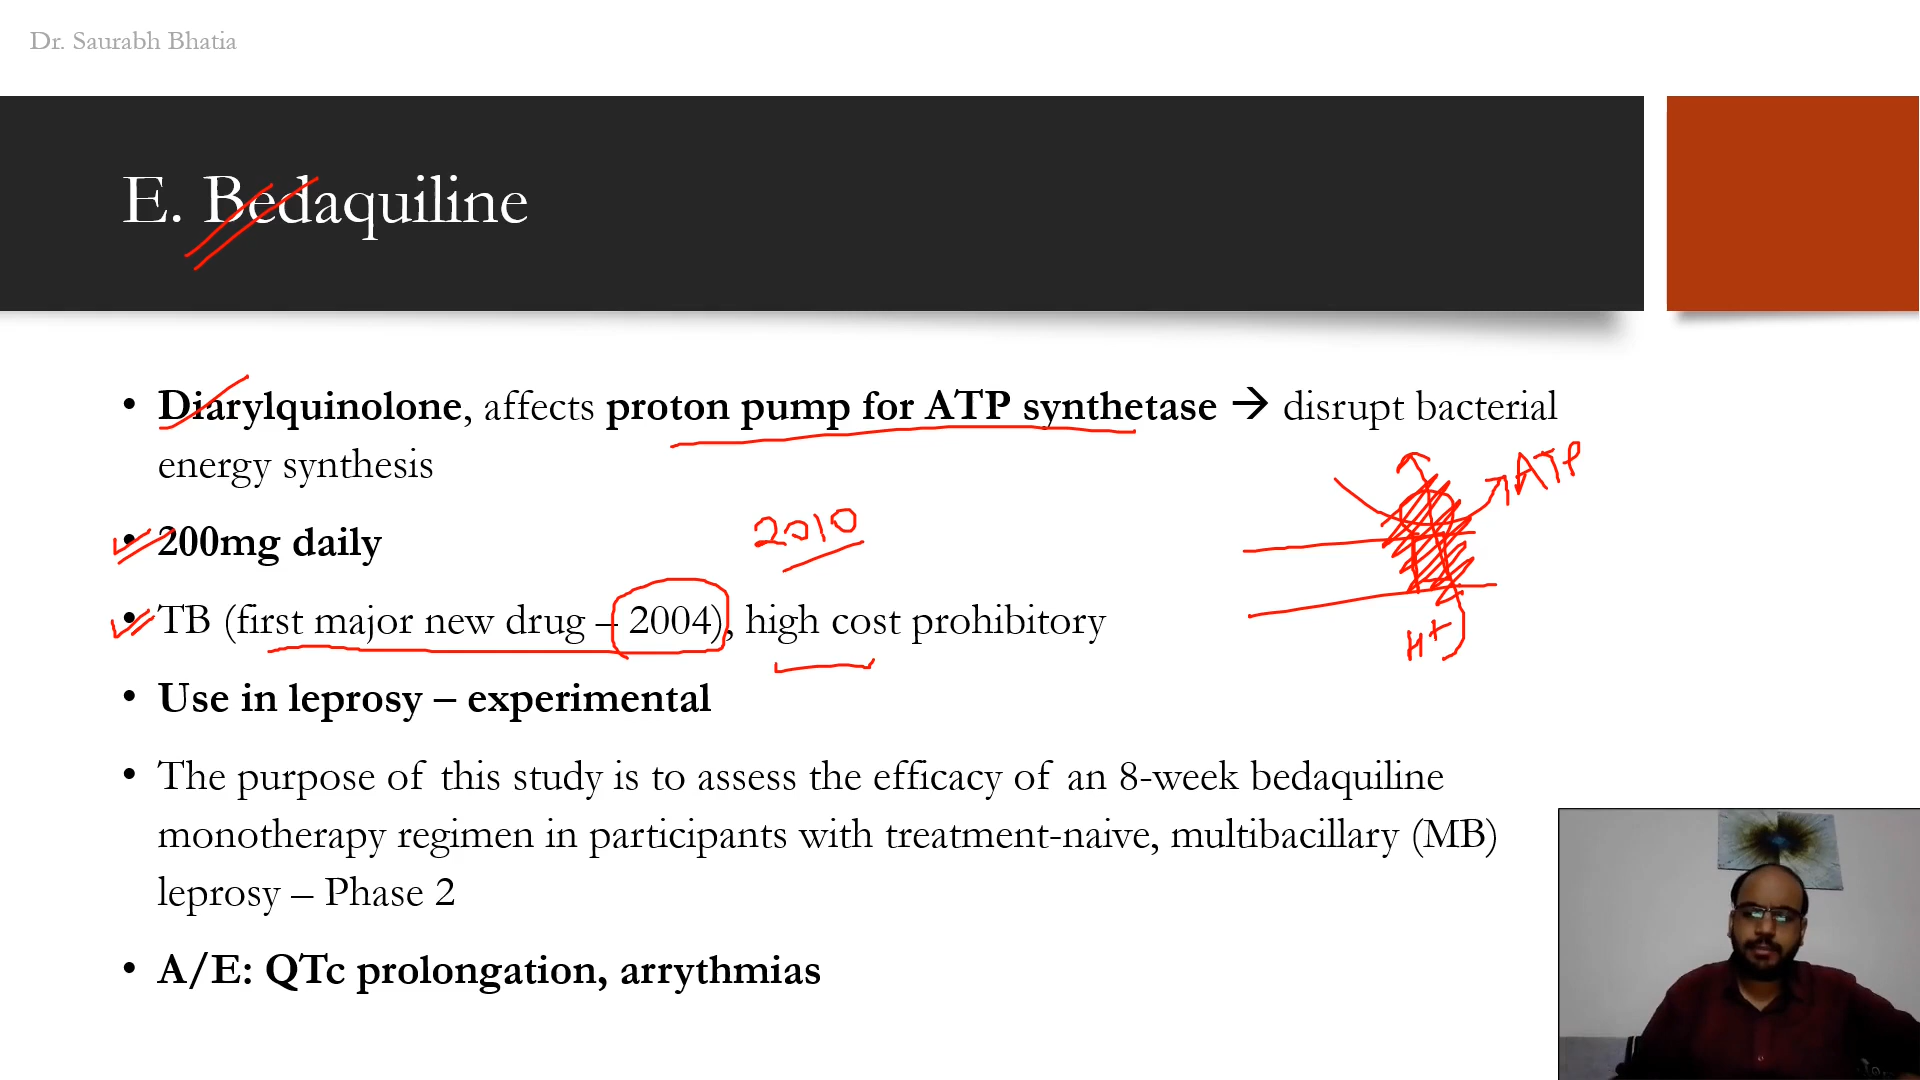 Dr. Saurabh Bhatia
E. Bedaquiline
• Diarylquinolone, affects proton pump for ATP synthetase → disrupt bacterial
energy synthesis
ATP
• 200mg daily
2010
• TB (first major new drug – 2004), high cost prohibitory
H+
• Use in leprosy – experimental
• The purpose of this study is to assess the efficacy of an 8-week bedaquiline
monotherapy regimen in participants with treatment-naive, multibacillary (MB)
leprosy – Phase 2
• A/E: QTc prolongation, arrythmias